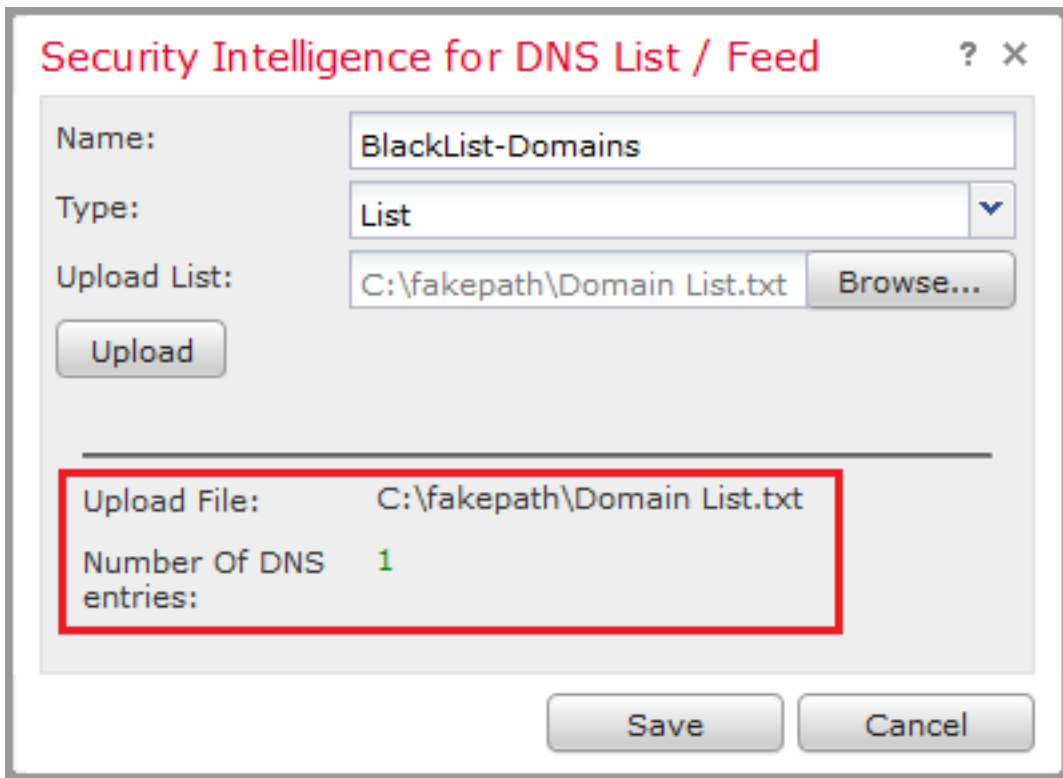 Security Intelligence for DNS List / Feed ? ×
Name: BlackList-Domains
Type: List
Upload List: C:\fakepath\Domain List.txt Browse...
Upload
Upload File: C:\fakepath\Domain List.txt
Number Of DNS 1
entries:
Save Cancel